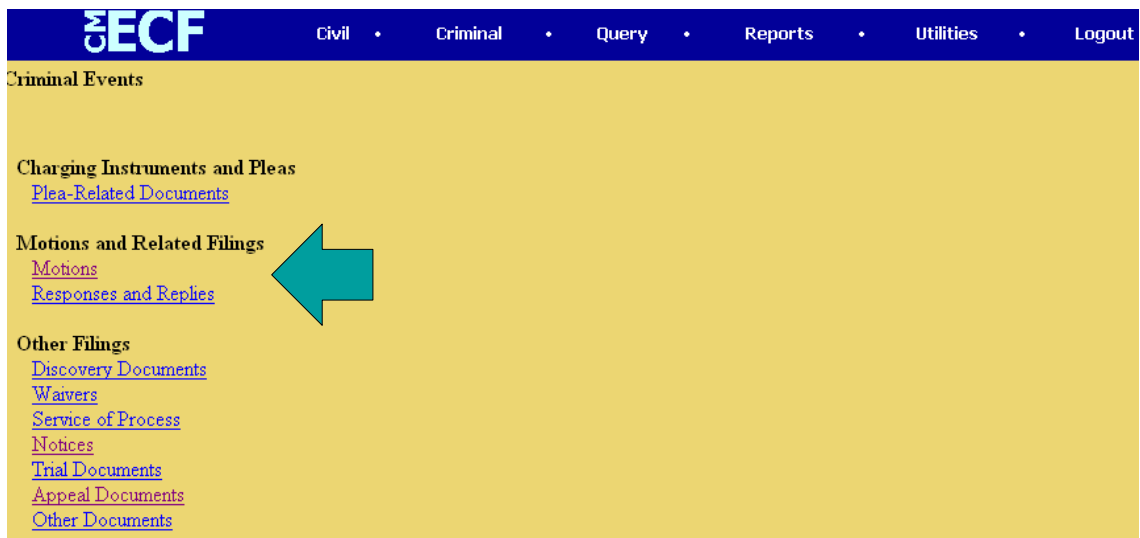 CM ECF Civil • Criminal • Query • Reports • Utilities • Logout
Criminal Events
Charging Instruments and Pleas
Plea-Related Documents
Motions and Related Filings
Motions
Responses and Replies
Other Filings
Discovery Documents
Waivers
Service of Process
Notices
Trial Documents
Appeal Documents
Other Documents